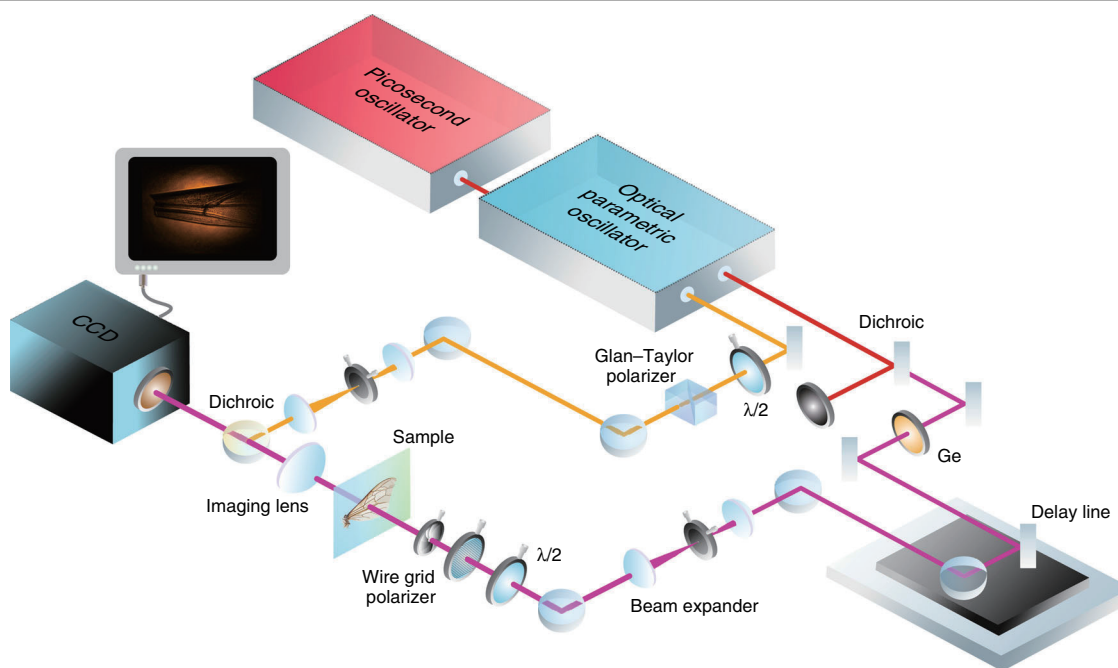 Picosecond
oscillator
Optical
parametric
oscillator
CCD
Dichroic
Glan–Taylor
polarizer
λ/2
Dichroic
Ge
Sample
Imaging lens
Delay line
λ/2
Wire grid
polarizer
Beam expander